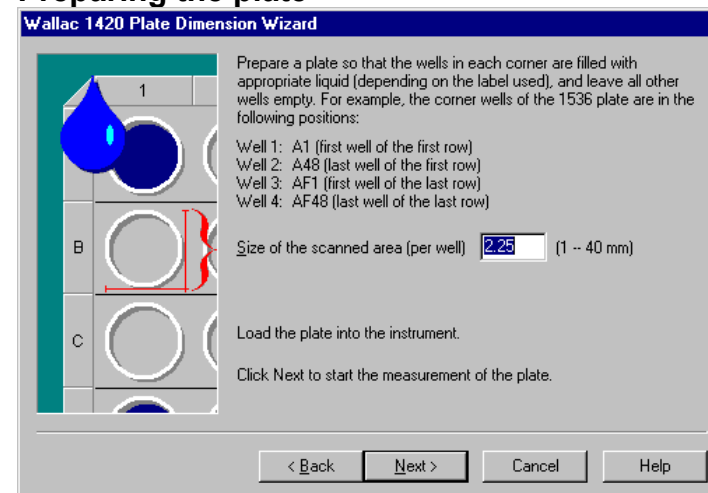 Preparing the plate
Wallac 1420 Plate Dimension Wizard
Prepare a plate so that the wells in each corner are filled with
appropriate liquid (depending on the label used), and leave all other
wells empty. For example, the corner wells of the 1536 plate are in the
following positions:
Well 1: A1 (first well of the first row)
Well 2: A48 (last well of the first row)
Well 3: AF1 (first well of the last row)
Well 4: AF48 (last well of the last row)
Size of the scanned area (per well) 2.25 (1 -- 40 mm)
Load the plate into the instrument.
Click Next to start the measurement of the plate.
1
B
C
< Back Next > Cancel Help